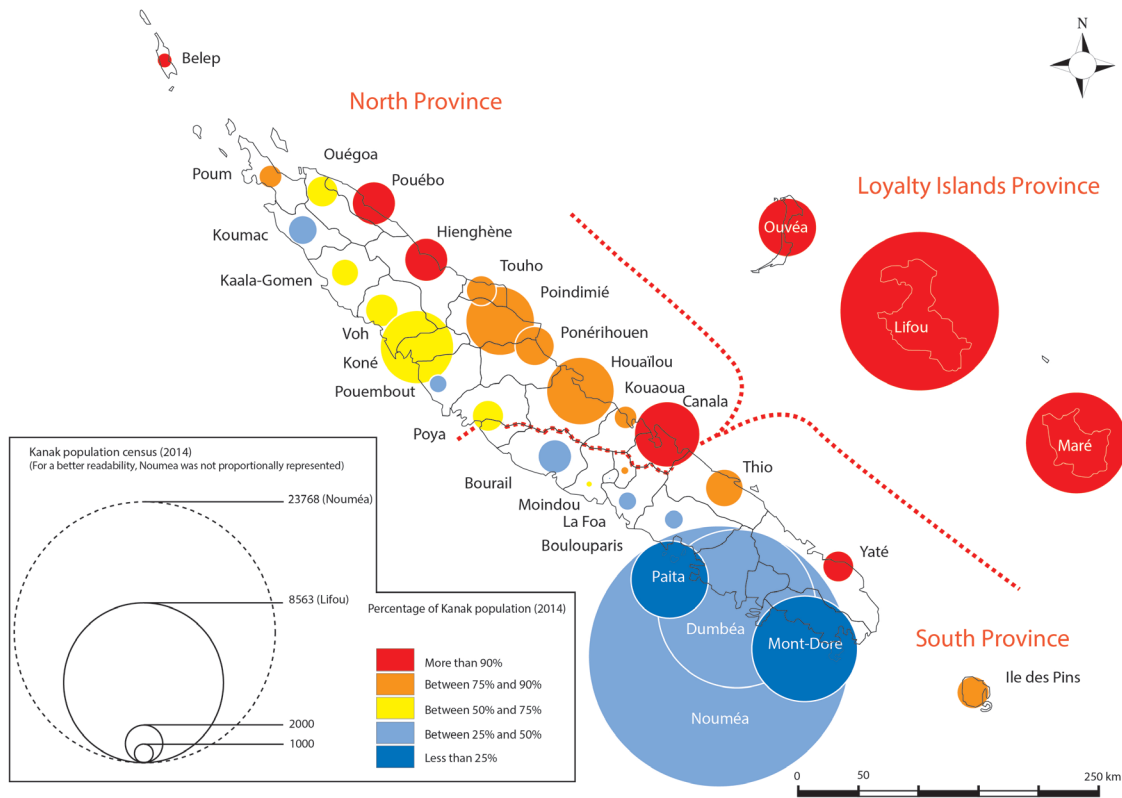 N
Belep
North Province
Ouégoa
Poum
Pouébo
Loyalty Islands Province
Koumac
Hienghène
Ouvéa
Touho
Kaala-Gomen
Poindimié
Voh
Ponérihouen
Lifou
Koné
Houaïlou
Pouembout
Kouaoua
Canala
Poya
Maré
Thio
Bourail
Moindou
La Foa
Boulouparis
Yaté
Paita
Dumbéa
Mont-Dore
South Province
Ile des Pins
Nouméa
Kanak population census (2014)
(For a better readability, Noumea was not proportionally represented)
23768 (Nouméa)
8563 (Lifou)
2000
1000
Percentage of Kanak population (2014)
More than 90%
Between 75% and 90%
Between 50% and 75%
Between 25% and 50%
Less than 25%
0 50 250 km